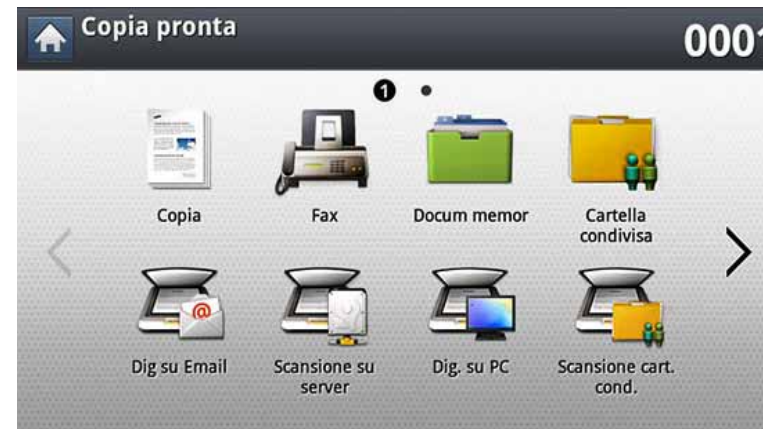 Copia pronta
0001
1
Copia
Fax
Docum memor
Cartella
condivisa
Dig su Email
Scansione su
server
Dig. su PC
Scansione cart.
cond.